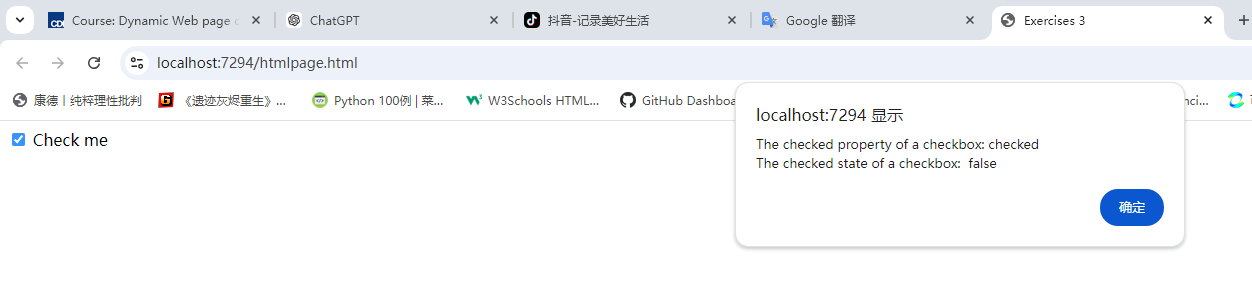 Course: Dynamic Web page d
ChatGPT
抖音-记录美好生活
Google 翻译
Exercises 3
localhost:7294/htmlpage.html
康德丨纯粹理性批判
《遗迹灰烬重生》...
Python 100例 | 菜...
W3Schools HTML...
GitHub Dashboa
nci...
Check me
localhost:7294 显示
The checked property of a checkbox: checked
The checked state of a checkbox:  false
确定